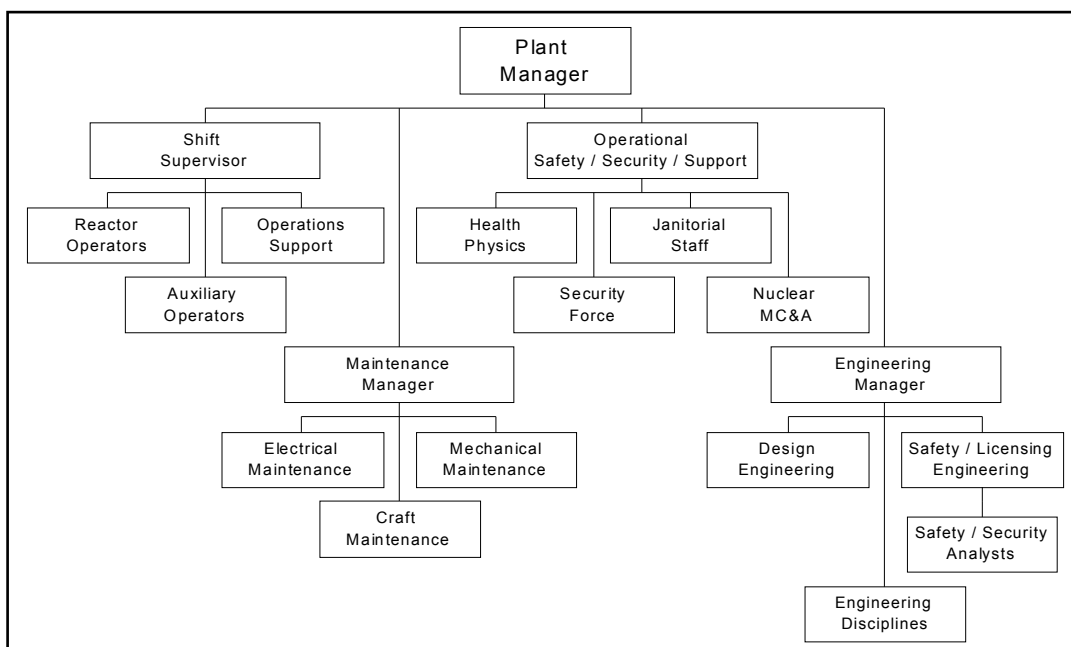 Plant
Manager
Shift
Supervisor
Operational
Safety / Security / Support
Reactor
Operators
Operations
Support
Health
Physics
Janitorial
Staff
Auxiliary
Operators
Security
Force
Nuclear
MC&A
Maintenance
Manager
Engineering
Manager
Electrical
Maintenance
Mechanical
Maintenance
Design
Engineering
Safety / Licensing
Engineering
Craft
Maintenance
Safety / Security
Analysts
Engineering
Disciplines